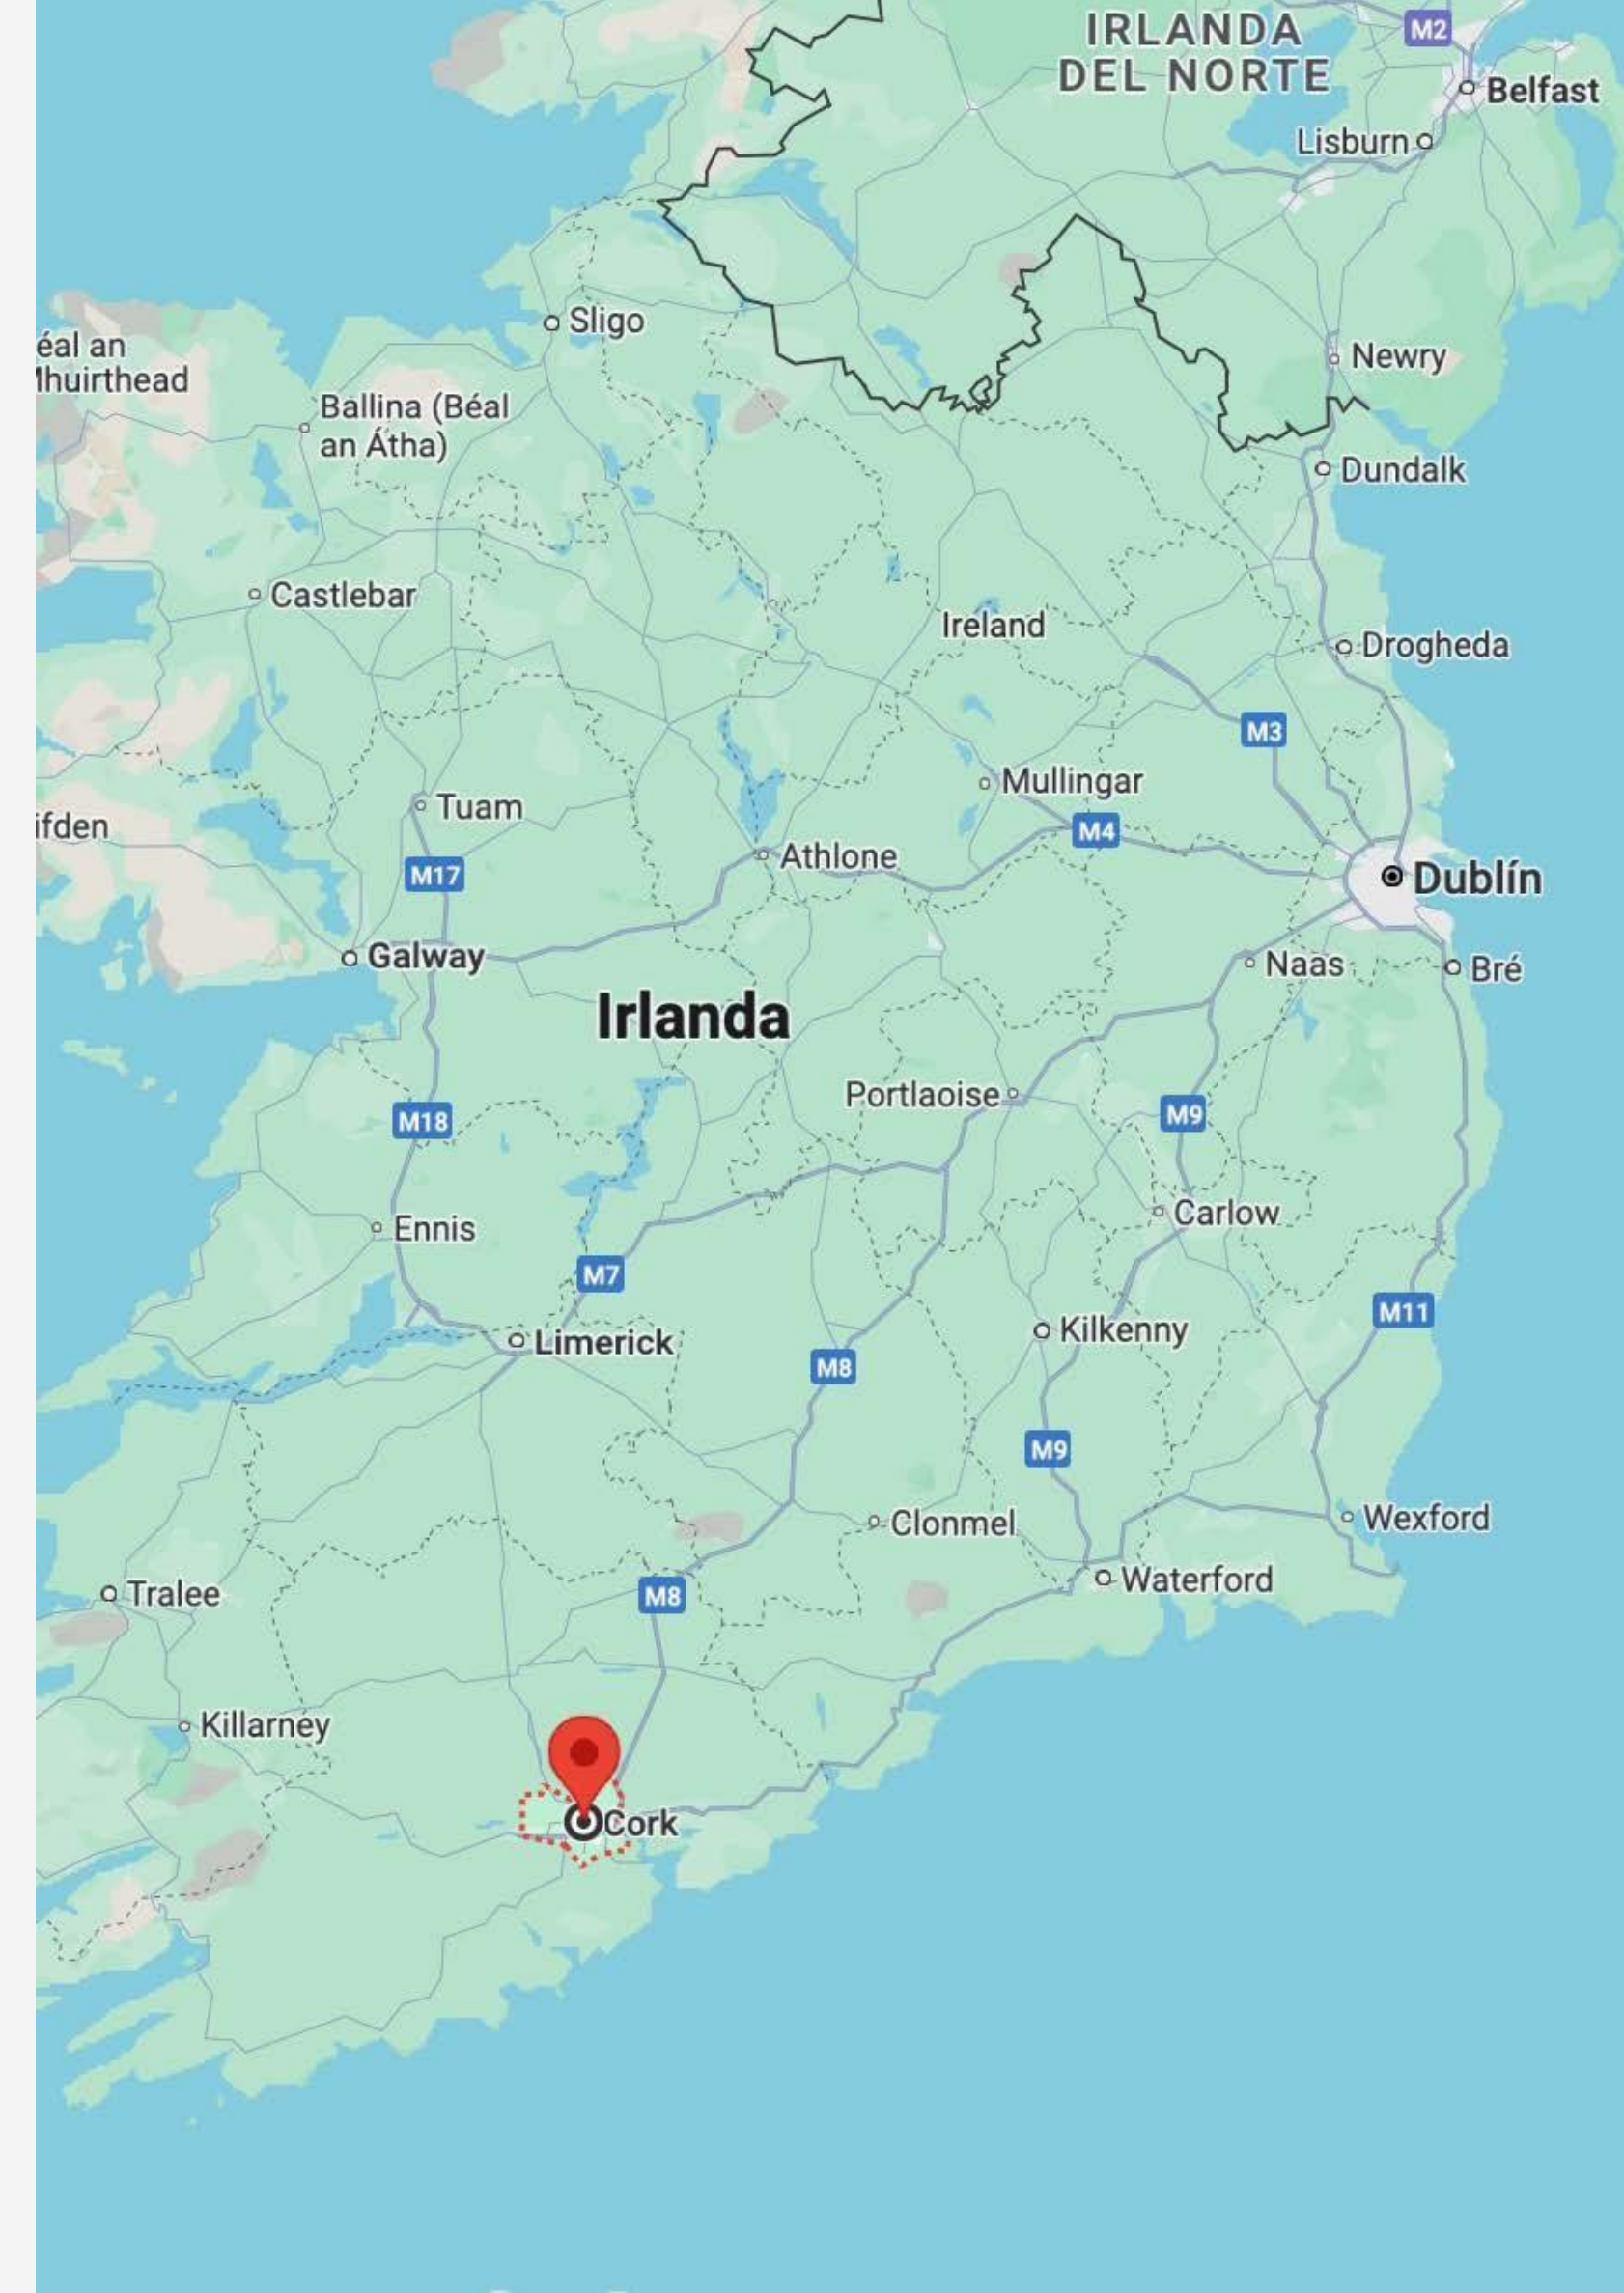 IRLANDA
DEL NORTE
M2
Belfast
Lisburn
Sligo
éal an
Mhuirthead
Newry
Ballina (Béal
an Átha)
Dundalk
Castlebar
Ireland
Drogheda
M3
Mullingar
Tuam
ifden
M4
Athlone
M17
Dublín
Galway
Naas
Bré
Irlanda
Portlaoise
M18
M9
Carlow
Ennis
M7
M11
Limerick
Kilkenny
M8
M9
Clonmel
Wexford
Tralee
M8
Waterford
Killarney
Cork